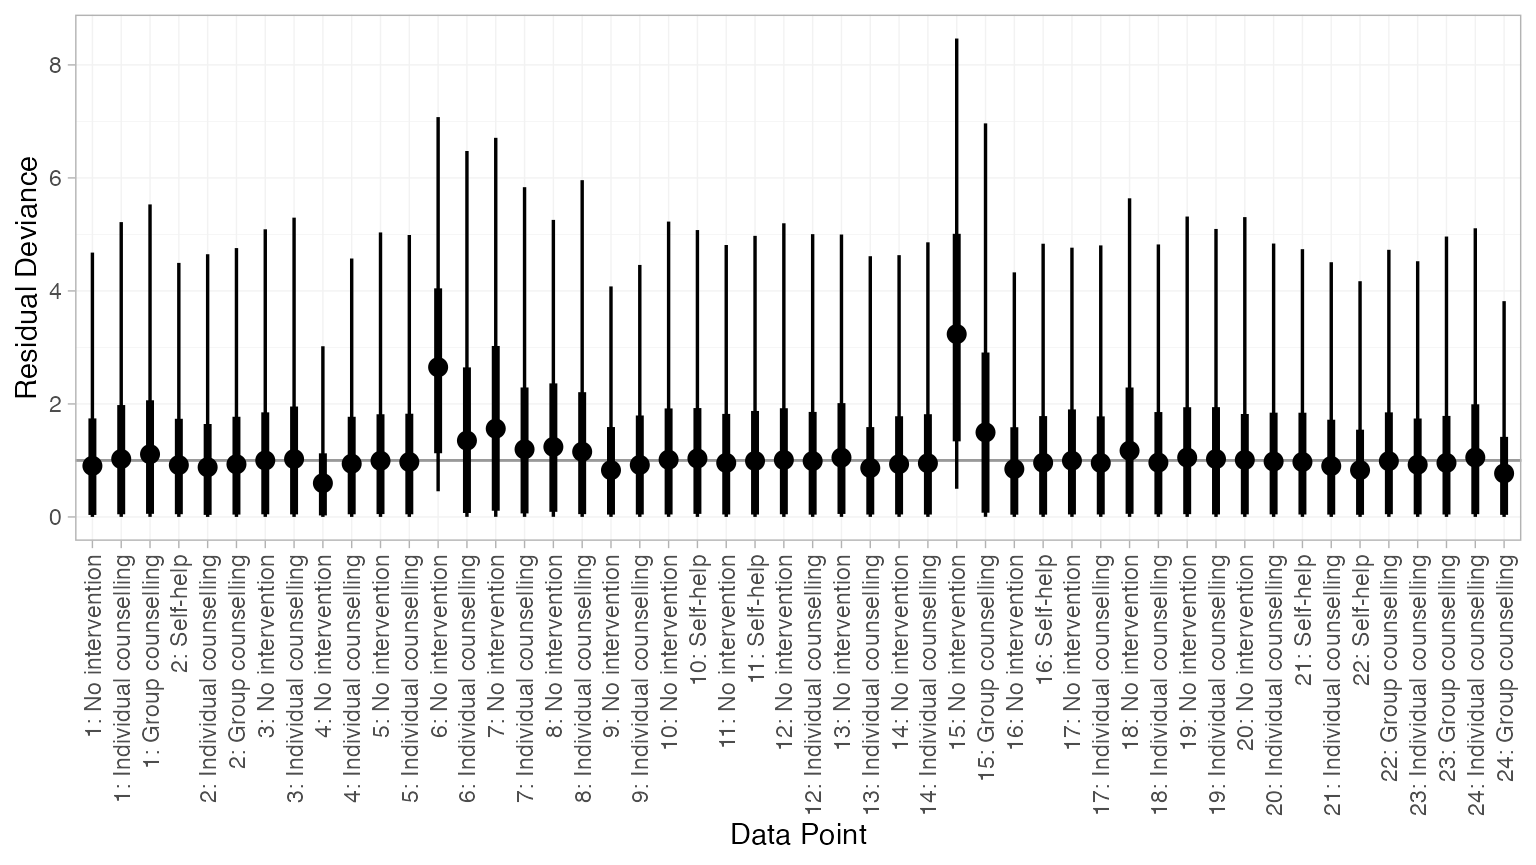 Residual Deviance
8
6
4
2
0
1: No intervention
1: Individual counselling
1: Group counselling
2: Self-help
2: Individual counselling
2: Group counselling
3: No intervention
3: Individual counselling
4: No intervention
4: Individual counselling
5: No intervention
5: Individual counselling
6: No intervention
6: Individual counselling
7: No intervention
7: Individual counselling
8: No intervention
8: Individual counselling
9: No intervention
9: Individual counselling
10: No intervention
10: Self-help
11: No intervention
11: Self-help
12: No intervention
12: Individual counselling
13: No intervention
13: Individual counselling
14: No intervention
14: Individual counselling
15: No intervention
15: Group counselling
16: No intervention
16: Self-help
17: No intervention
17: Individual counselling
18: No intervention
18: Individual counselling
19: No intervention
19: Individual counselling
20: No intervention
20: Individual counselling
21: Self-help
21: Individual counselling
22: Self-help
22: Group counselling
23: Individual counselling
23: Group counselling
24: Individual counselling
24: Group counselling
Data Point